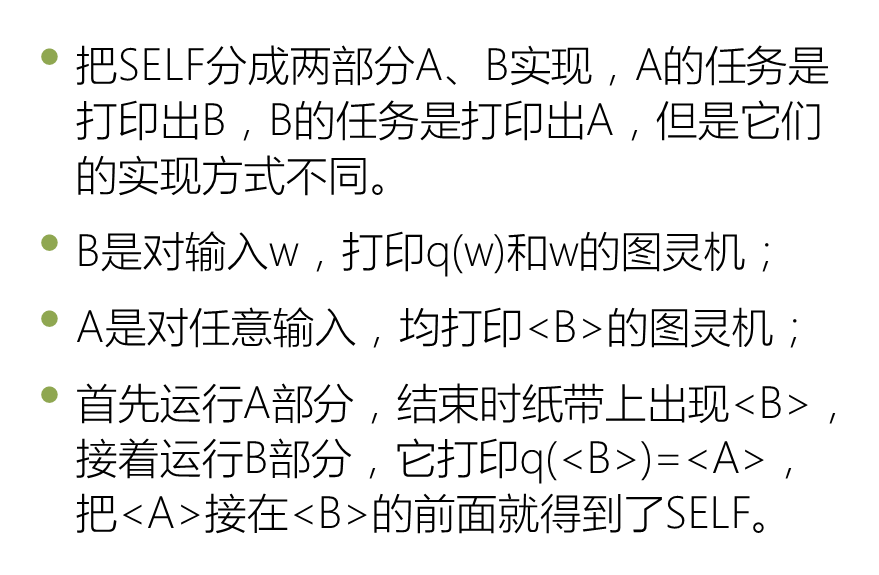 • 把SELF分成两部分A、B实现，A的任务是
打印出B，B的任务是打印出A，但是它们
的实现方式不同。
• B是对输入w，打印q(w)和w的图灵机；
• A是对任意输入，均打印<B>的图灵机；
• 首先运行A部分，结束时纸带上出现<B>，
接着运行B部分，它打印q(<B>)=<A>，
把<A>接在<B>的前面就得到了SELF。